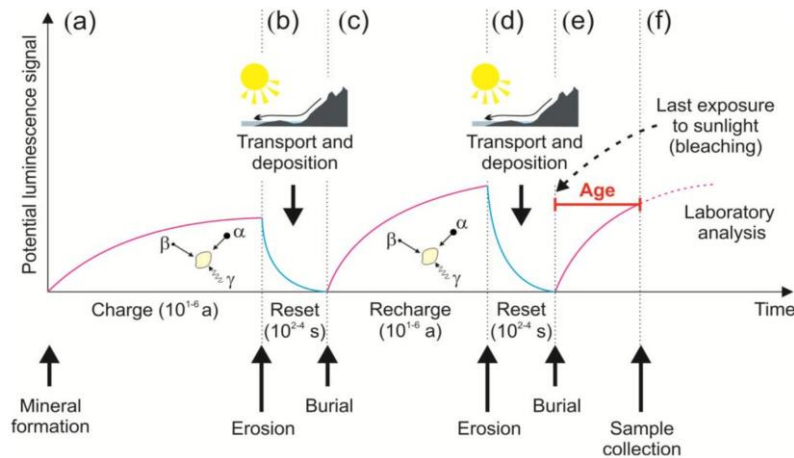 (a) (b) (c) (d) (e) (f)
Potential luminescence signal
Transport and
deposition
Transport and
deposition
Last exposure
to sunlight
(bleaching)
Age
Laboratory
analysis
β α γ
β α γ
Charge (10¹⁻⁶ a)
Reset
(10²⁻⁴ s)
Recharge
(10¹⁻⁶ a)
Reset
(10²⁻⁴ s)
Time
Mineral
formation
Erosion
Burial
Erosion
Burial
Sample
collection